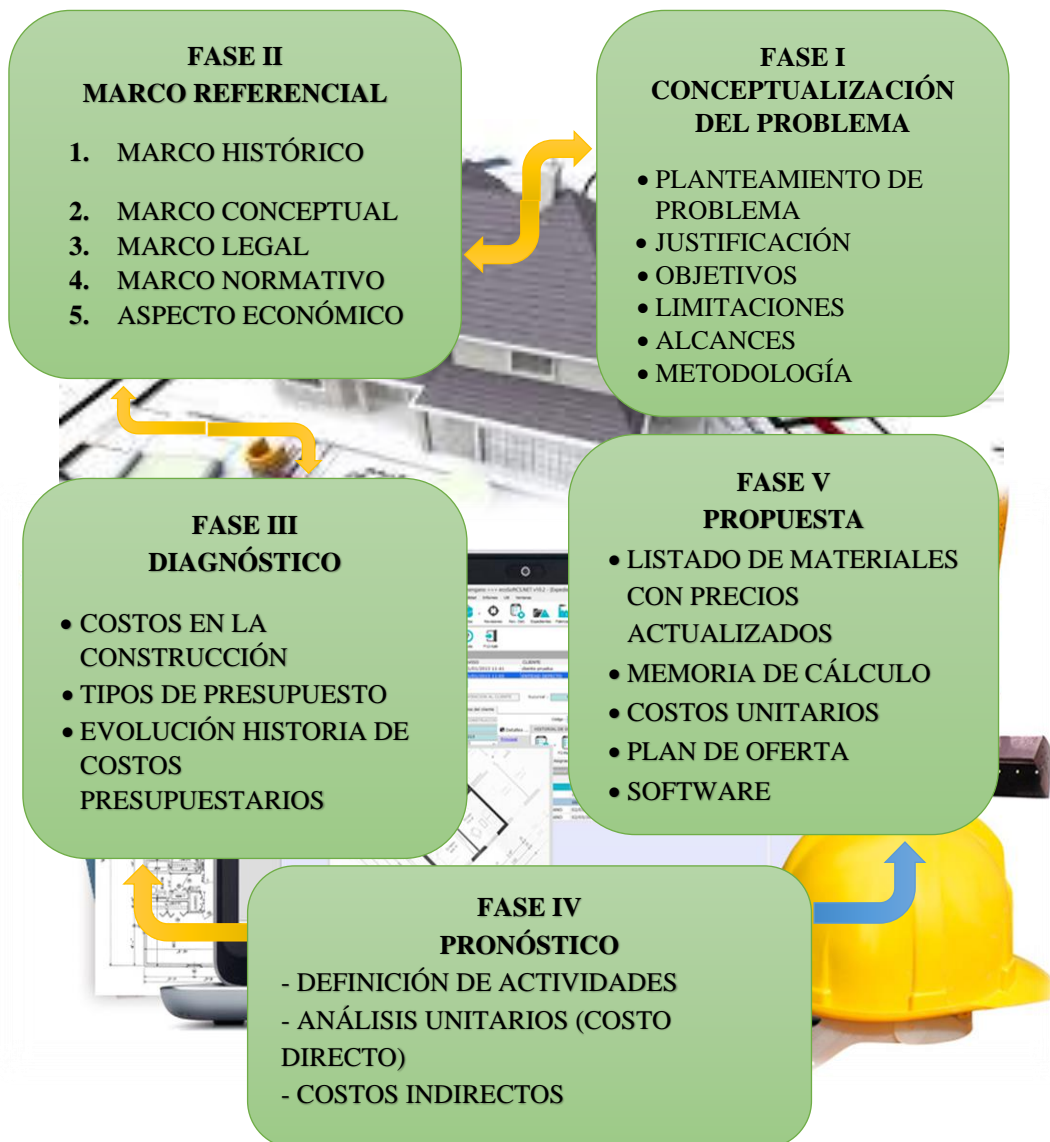 FASE II
MARCO REFERENCIAL
1. MARCO HISTÓRICO
2. MARCO CONCEPTUAL
3. MARCO LEGAL
4. MARCO NORMATIVO
5. ASPECTO ECONÓMICO
FASE I
CONCEPTUALIZACIÓN
DEL PROBLEMA
• PLANTEAMIENTO DE
PROBLEMA
• JUSTIFICACIÓN
• OBJETIVOS
• LIMITACIONES
• ALCANCES
• METODOLOGÍA
FASE III
DIAGNÓSTICO
• COSTOS EN LA
CONSTRUCCIÓN
• TIPOS DE PRESUPUESTO
• EVOLUCIÓN HISTORIA DE
COSTOS
PRESUPUESTARIOS
FASE V
PROPUESTA
• LISTADO DE MATERIALES
CON PRECIOS
ACTUALIZADOS
• MEMORIA DE CÁLCULO
• COSTOS UNITARIOS
• PLAN DE OFERTA
• SOFTWARE
CLIENTE
FASE IV
PRONÓSTICO
- DEFINICIÓN DE ACTIVIDADES
- ANÁLISIS UNITARIOS (COSTO
DIRECTO)
- COSTOS INDIRECTOS